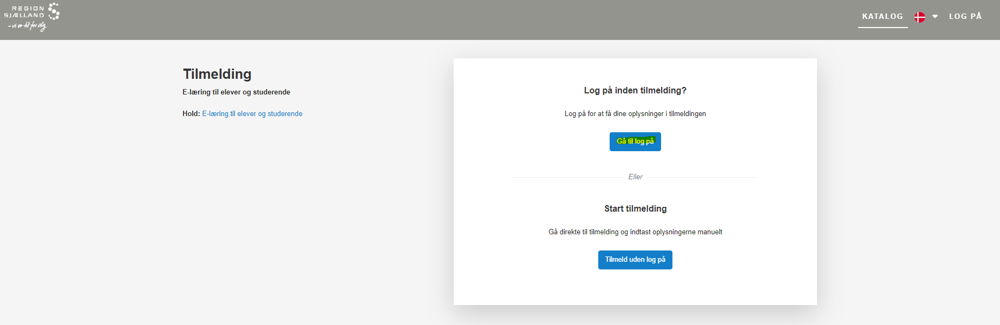 REGION
SJÆLLAND
- vi er til for dig
KATALOG
LOG PÅ
Tilmelding
E-læring til elever og studerende
Hold: E-læring til elever og studerende
Log på inden tilmelding?
Log på for at få dine oplysninger i tilmeldingen
Gå til log på
Eller
Start tilmelding
Gå direkte til tilmelding og indtast oplysningerne manuelt
Tilmeld uden log på